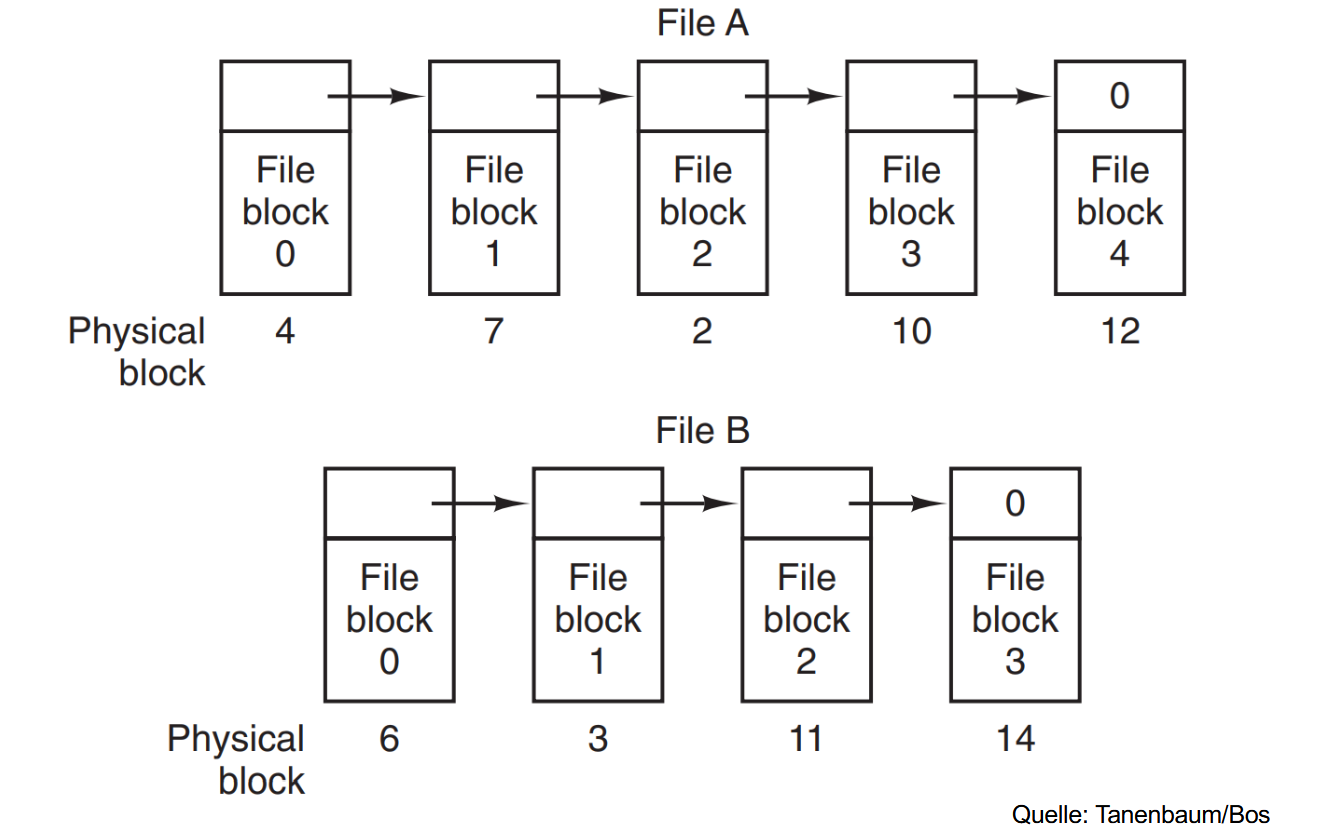 File A
0
File File File File File
block block block block block
0 1 2 3 4
Physical 4 7 2 10 12
block
File B
0
File File File File
block block block block
0 1 2 3
Physical 6 3 11 14
block
Quelle: Tanenbaum/Bos